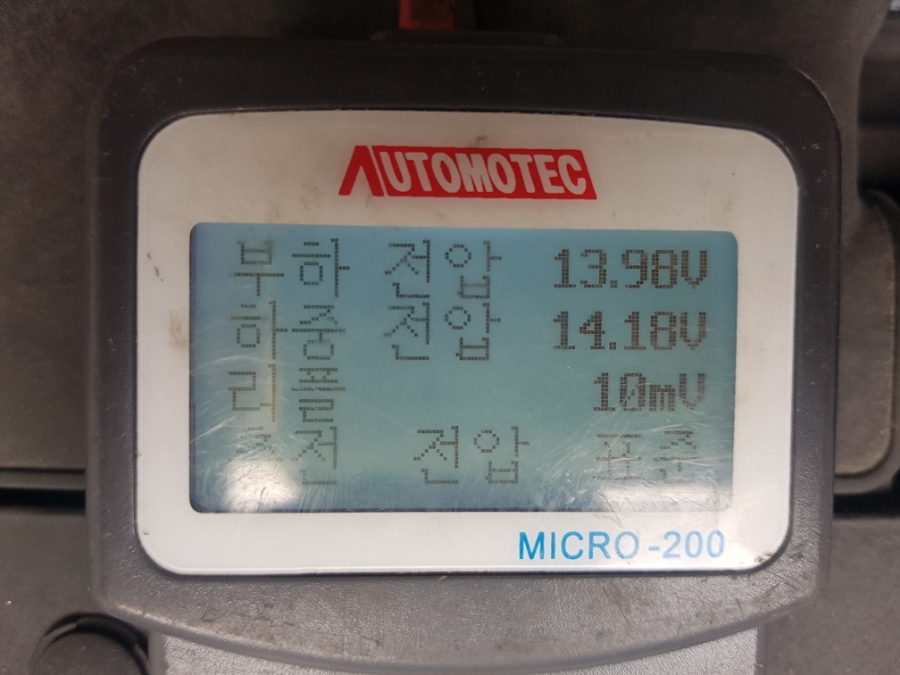 AUTOMOTEC
부하 전압 13.98V
하중 전압 14.18V
리플 10mV
충전 전압 표준
MICRO-200